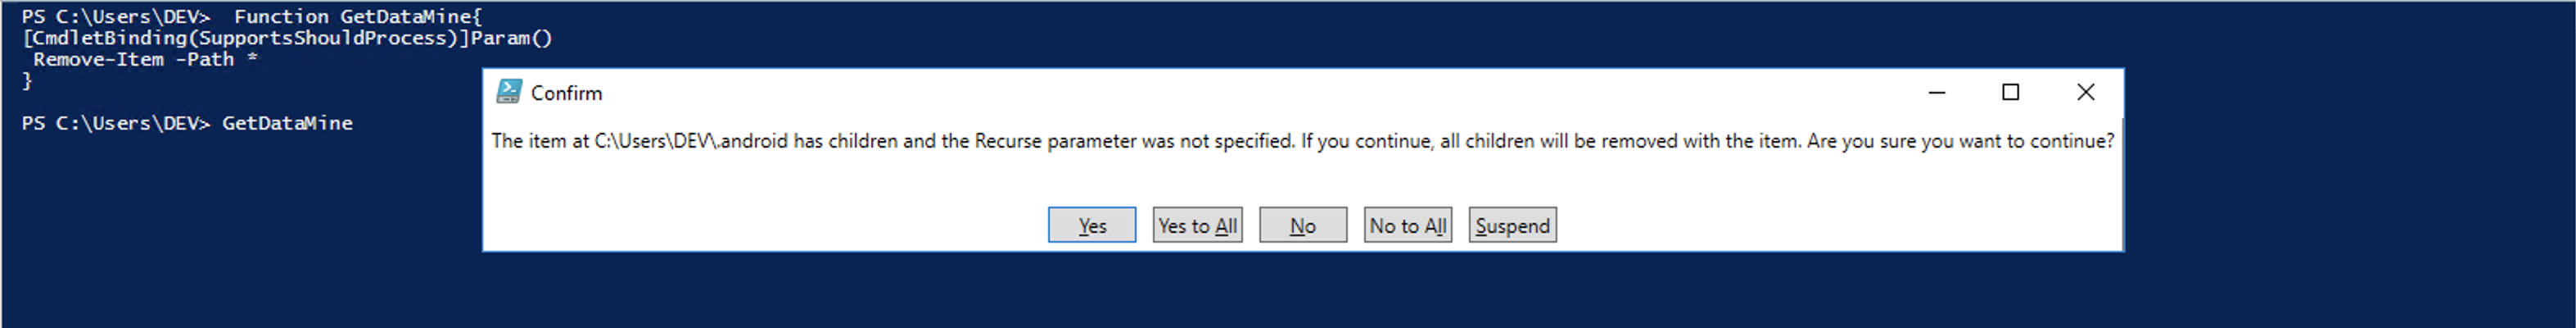 PS C:\Users\DEV>  Function GetDataMine{
[CmdletBinding(SupportsShouldProcess)]Param()
 Remove-Item -Path *
}
PS C:\Users\DEV> GetDataMine
Confirm
The item at C:\Users\DEV\.android has children and the Recurse parameter was not specified. If you continue, all children will be removed with the item. Are you sure you want to continue?
Yes Yes to All No No to All Suspend